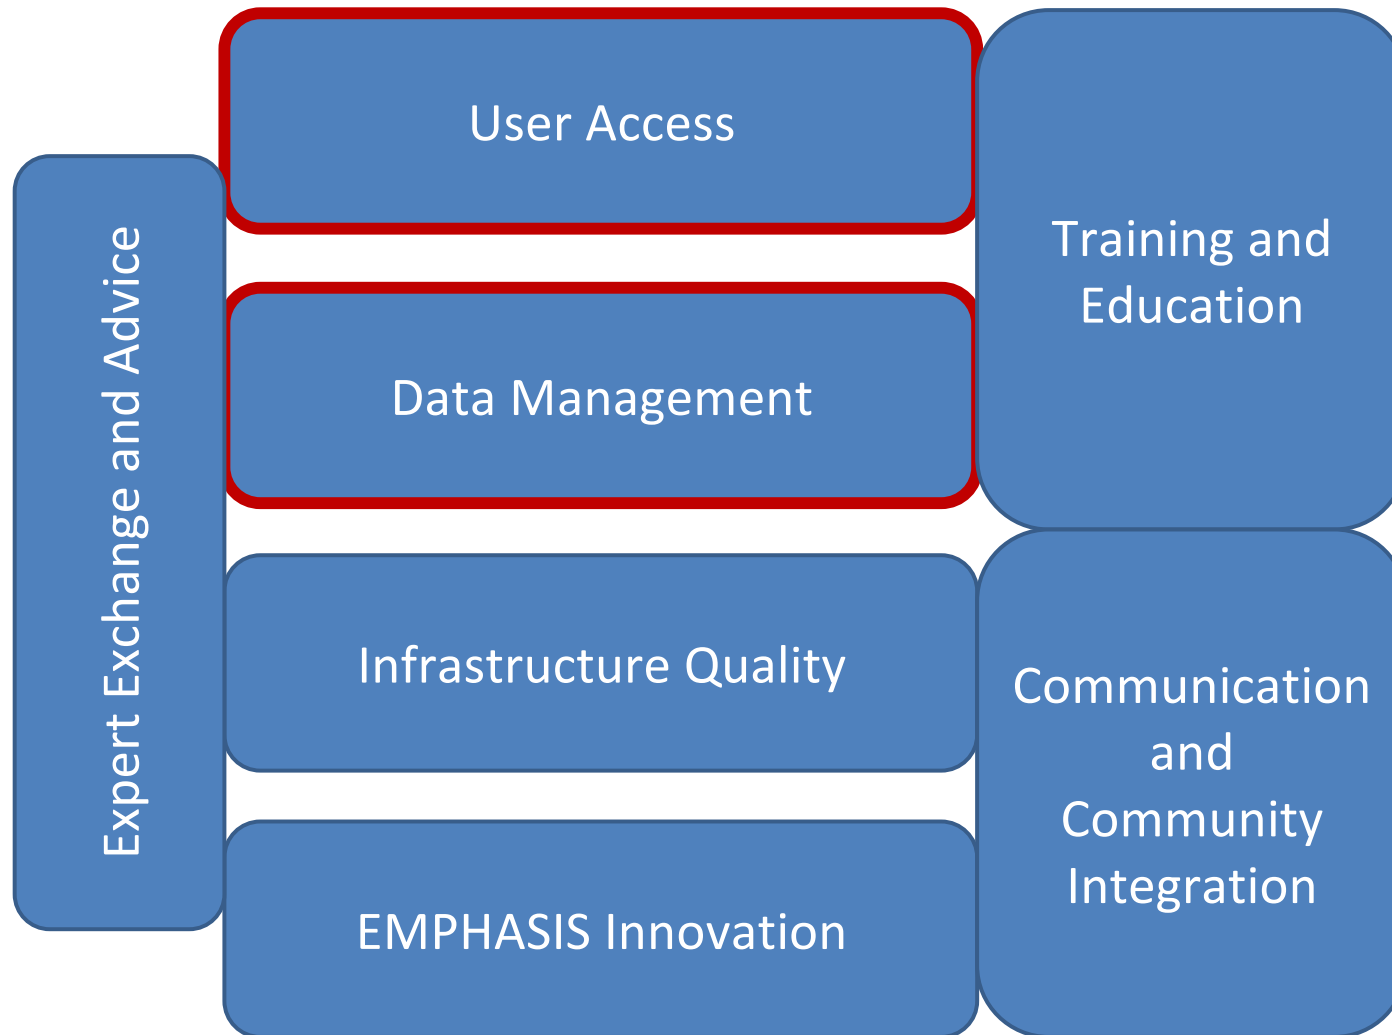 User Access
Training and
Education
Expert Exchange and Advice
Data Management
Infrastructure Quality
Communication
and
Community
Integration
EMPHASIS Innovation